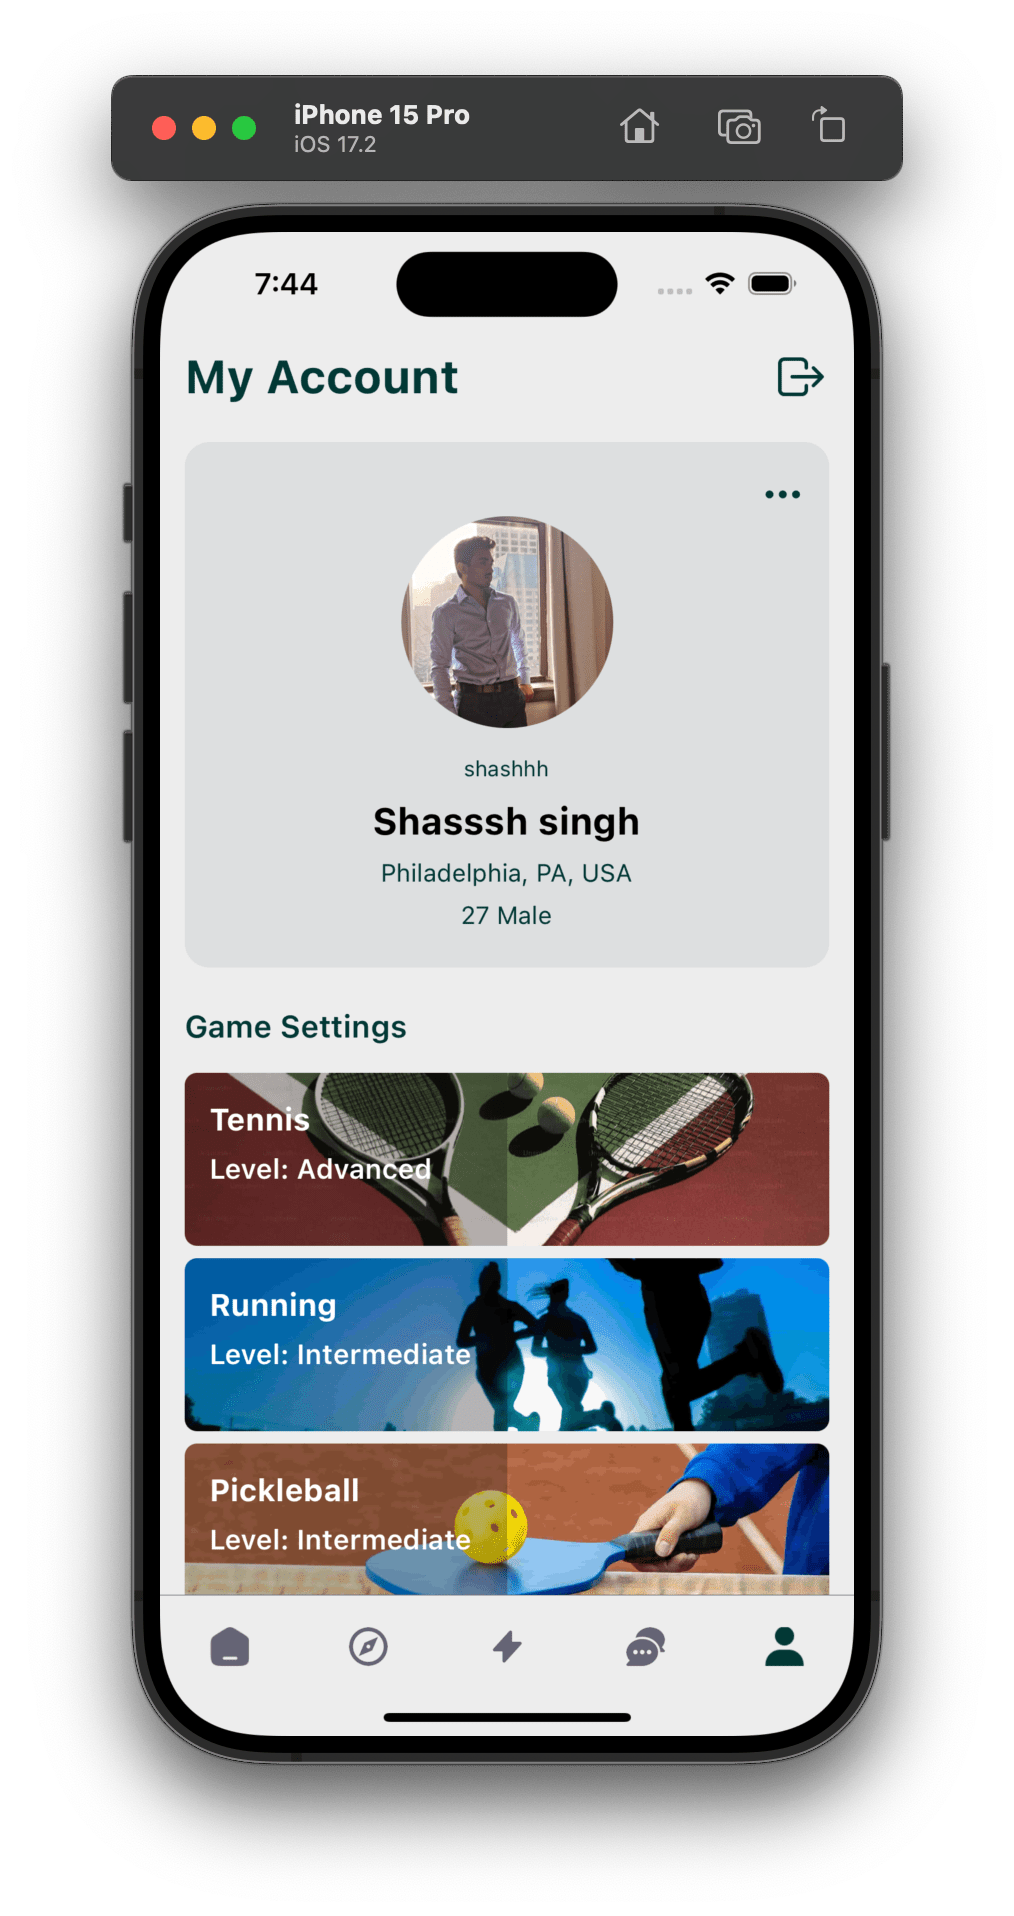 iPhone 15 Pro
iOS 17.2
7:44
My Account
shashhh
Shasssh singh
Philadelphia, PA, USA
27 Male
Game Settings
Tennis
Level: Advanced
Running
Level: Intermediate
Pickleball
Level: Intermediate